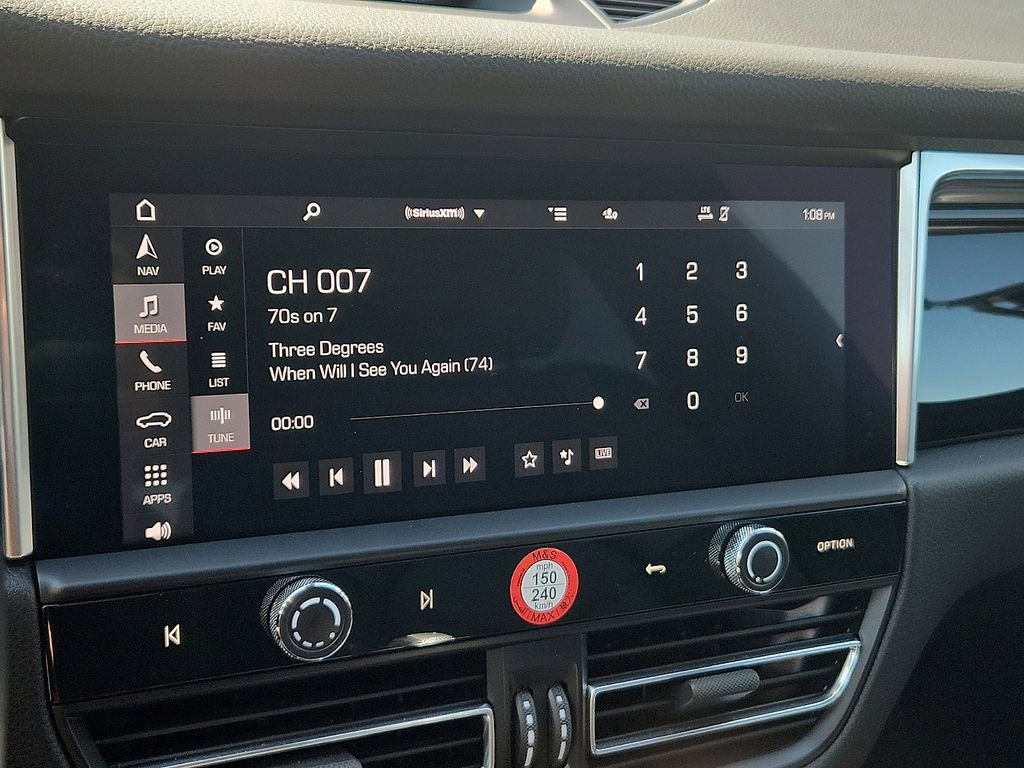 ((SiriusXM))
LTE
1:08 PM
NAV
MEDIA
PHONE
CAR
APPS
PLAY
FAV
LIST
TUNE
CH 007
70s on 7
Three Degrees
When Will I See You Again (74)
00:00
LIVE
1 2 3
4 5 6
7 8 9
0 OK
OPTION
M&S
mph
150
240
km/h
MAX